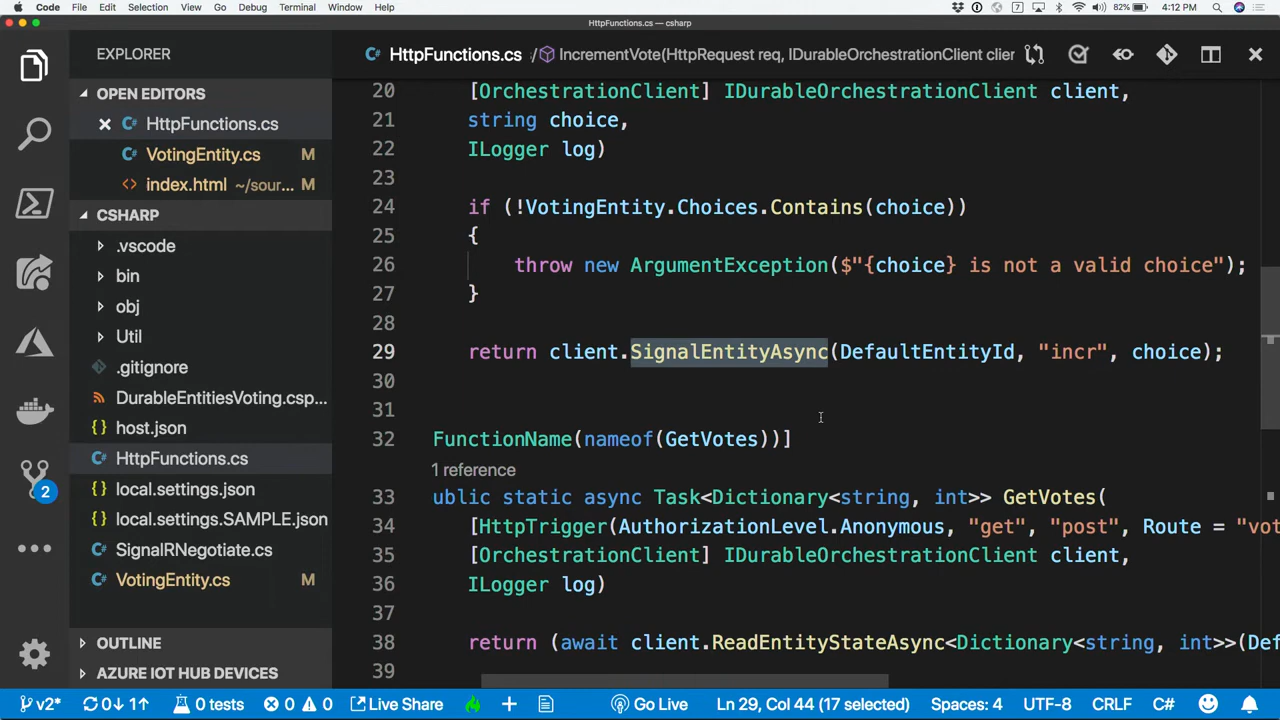 Code File Edit Selection View Go Debug Terminal Window Help 7 82% 4:12 PM
HttpFunctions.cs — csharp
EXPLORER
HttpFunctions.cs / IncrementVote(HttpRequest req, IDurableOrchestrationClient client
OPEN EDITORS
HttpFunctions.cs
VotingEntity.cs M
index.html ~/sour... M
CSHARP
.vscode
bin
obj
Util
.gitignore
DurableEntitiesVoting.csp...
host.json
HttpFunctions.cs
local.settings.json
local.settings.SAMPLE.json
SignalRNegotiate.cs
VotingEntity.cs M
OUTLINE
AZURE IOT HUB DEVICES
2
20 [OrchestrationClient] IDurableOrchestrationClient client,
21 string choice,
22 ILogger log)
23
24 if (!VotingEntity.Choices.Contains(choice))
25 {
26 throw new ArgumentException($"{choice} is not a valid choice");
27 }
28
29 return client.SignalEntityAsync(DefaultEntityId, "incr", choice);
30
31
32 FunctionName(nameof(GetVotes))]
1 reference
33 ublic static async Task<Dictionary<string, int>> GetVotes(
34 [HttpTrigger(AuthorizationLevel.Anonymous, "get", "post", Route = "vot
35 [OrchestrationClient] IDurableOrchestrationClient client,
36 ILogger log)
37
38 return (await client.ReadEntityStateAsync<Dictionary<string, int>>(Def
39
v2* 0↓ 1↑ 0 tests 0 0 Live Share Go Live Ln 29, Col 44 (17 selected) Spaces: 4 UTF-8 CRLF C# 1